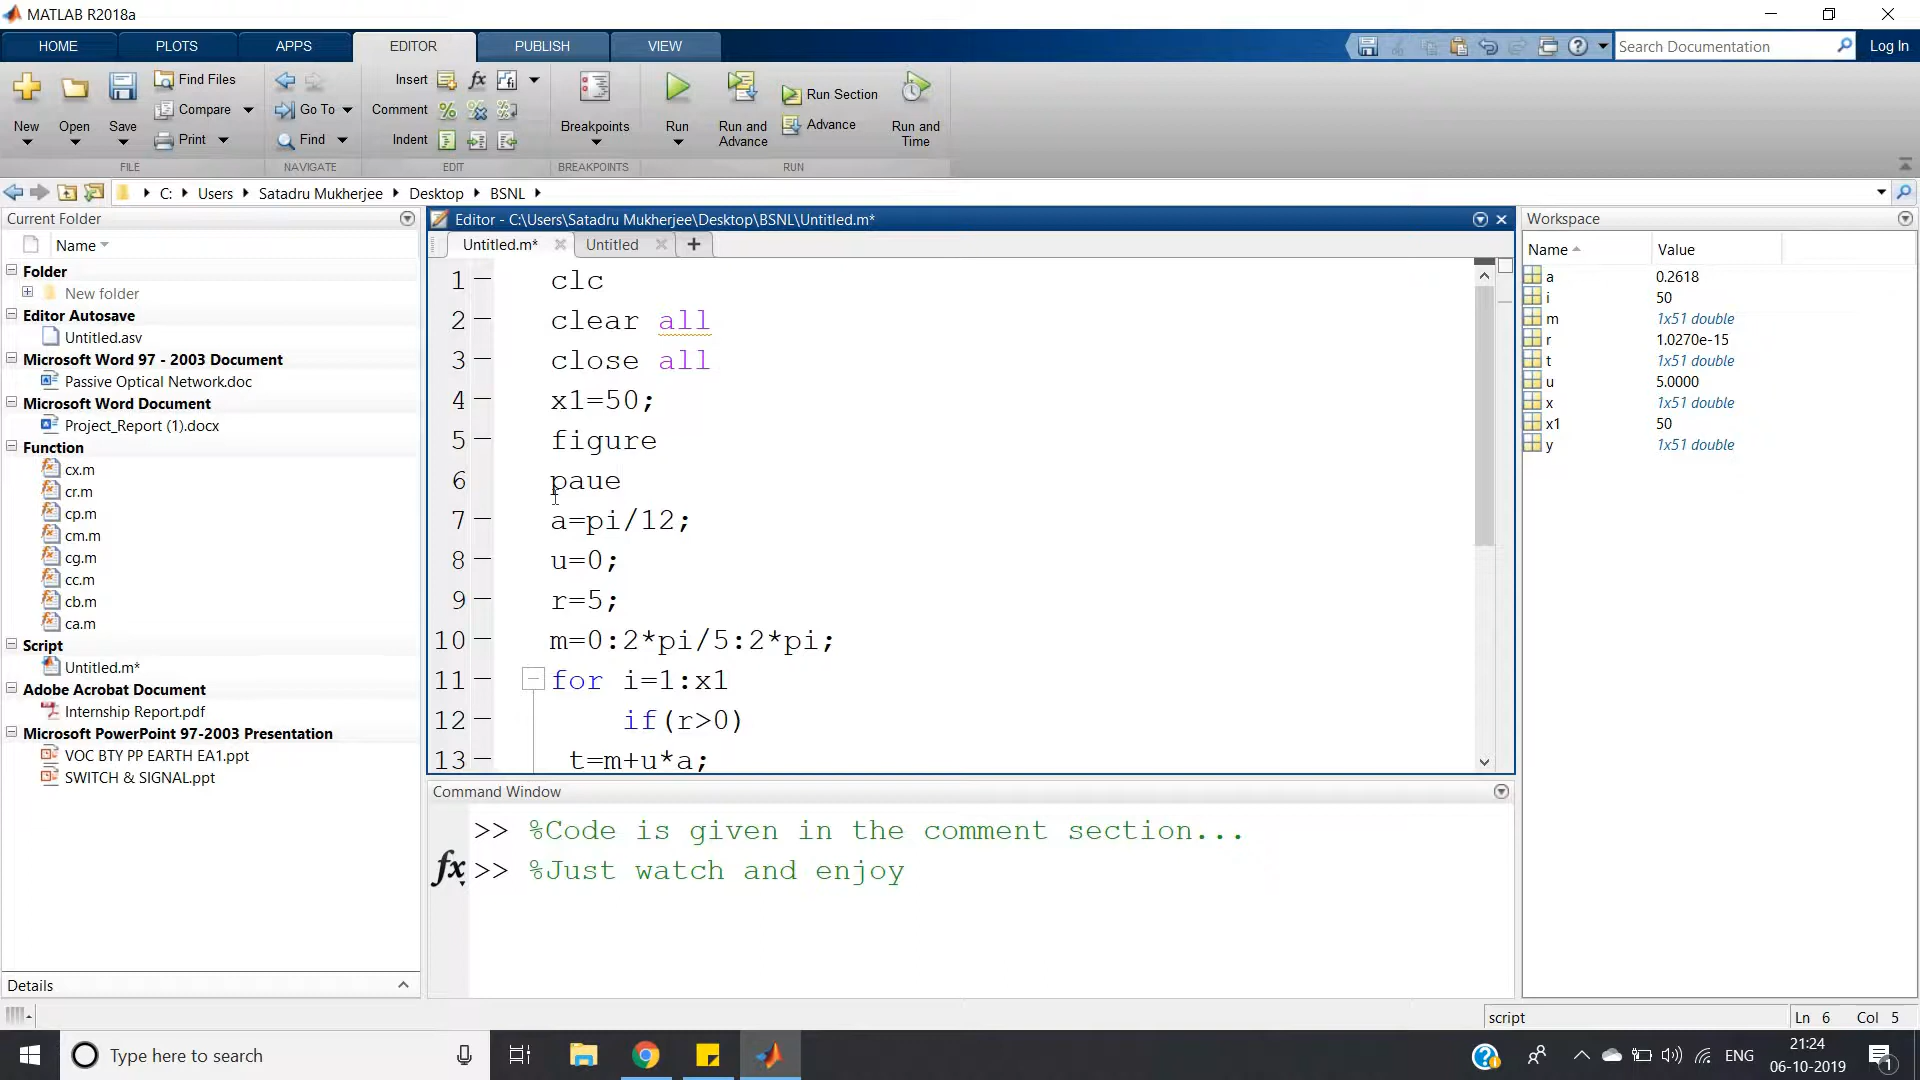 MATLAB R2018a
HOME PLOTS APPS EDITOR PUBLISH VIEW
Search Documentation
Log In
New
Open
Save
Find Files
Compare
Print
FILE
Go To
Find
NAVIGATE
Insert
Comment
Indent
EDIT
Breakpoints
BREAKPOINTS
Run
Run and Advance
Run Section
Advance
Run and Time
RUN
C: Users Satadru Mukherjee Desktop BSNL
Current Folder
Name
Folder
New folder
Editor Autosave
Untitled.asv
Microsoft Word 97 - 2003 Document
Passive Optical Network.doc
Microsoft Word Document
Project_Report (1).docx
Function
cx.m
cr.m
cp.m
cm.m
cg.m
cc.m
cb.m
ca.m
Script
Untitled.m*
Adobe Acrobat Document
Internship Report.pdf
Microsoft PowerPoint 97-2003 Presentation
VOC BTY PP EARTH EA1.ppt
SWITCH & SIGNAL.ppt
Details
Editor - C:\Users\Satadru Mukherjee\Desktop\BSNL\Untitled.m*
Untitled.m* Untitled
1 clc
2 clear all
3 close all
4 x1=50;
5 figure
6 paue
7 a=pi/12;
8 u=0;
9 r=5;
10 m=0:2*pi/5:2*pi;
11 for i=1:x1
12 if(r>0)
13 t=m+u*a;
Command Window
>> %Code is given in the comment section...
fx >> %Just watch and enjoy
Workspace
Name Value
a 0.2618
i 50
m 1x51 double
r 1.0270e-15
t 1x51 double
u 5.0000
x 1x51 double
x1 50
y 1x51 double
script Ln 6 Col 5
Type here to search
ENG
21:24
06-10-2019
1